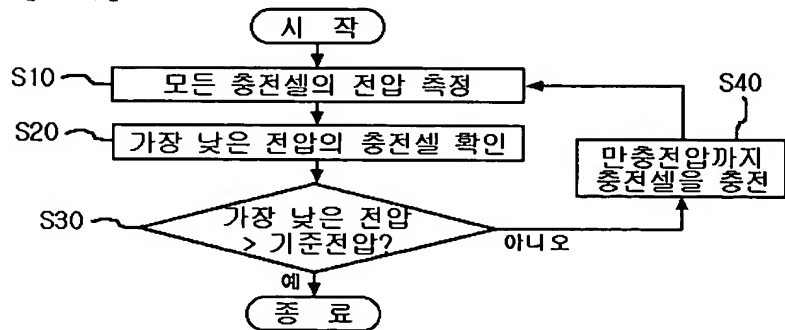 시 작
S10
모든 충전셀의 전압 측정
S20
가장 낮은 전압의 충전셀 확인
S30
가장 낮은 전압
> 기준전압?
아니오
S40
만충전압까지
충전셀을 충전
예
종 료